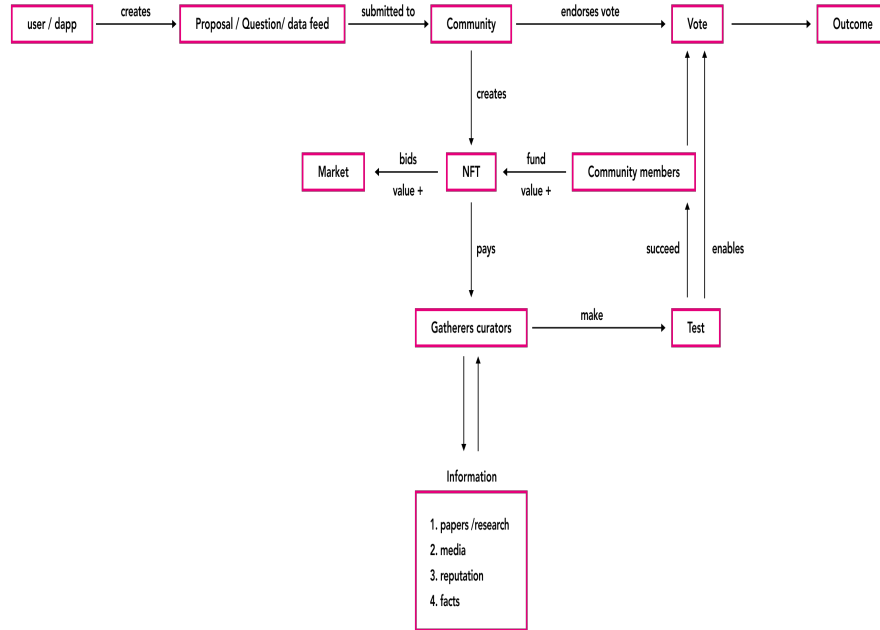 creates
submitted to
endorses vote
user / dapp
Proposal / Question/ data feed
Community
Vote
Outcome
creates
bids
fund
Market
NFT
Community members
value +
value +
pays
succeed
enables
make
Gatherers curators
Test
Information
1. papers /research
2. media
3. reputation
4. facts